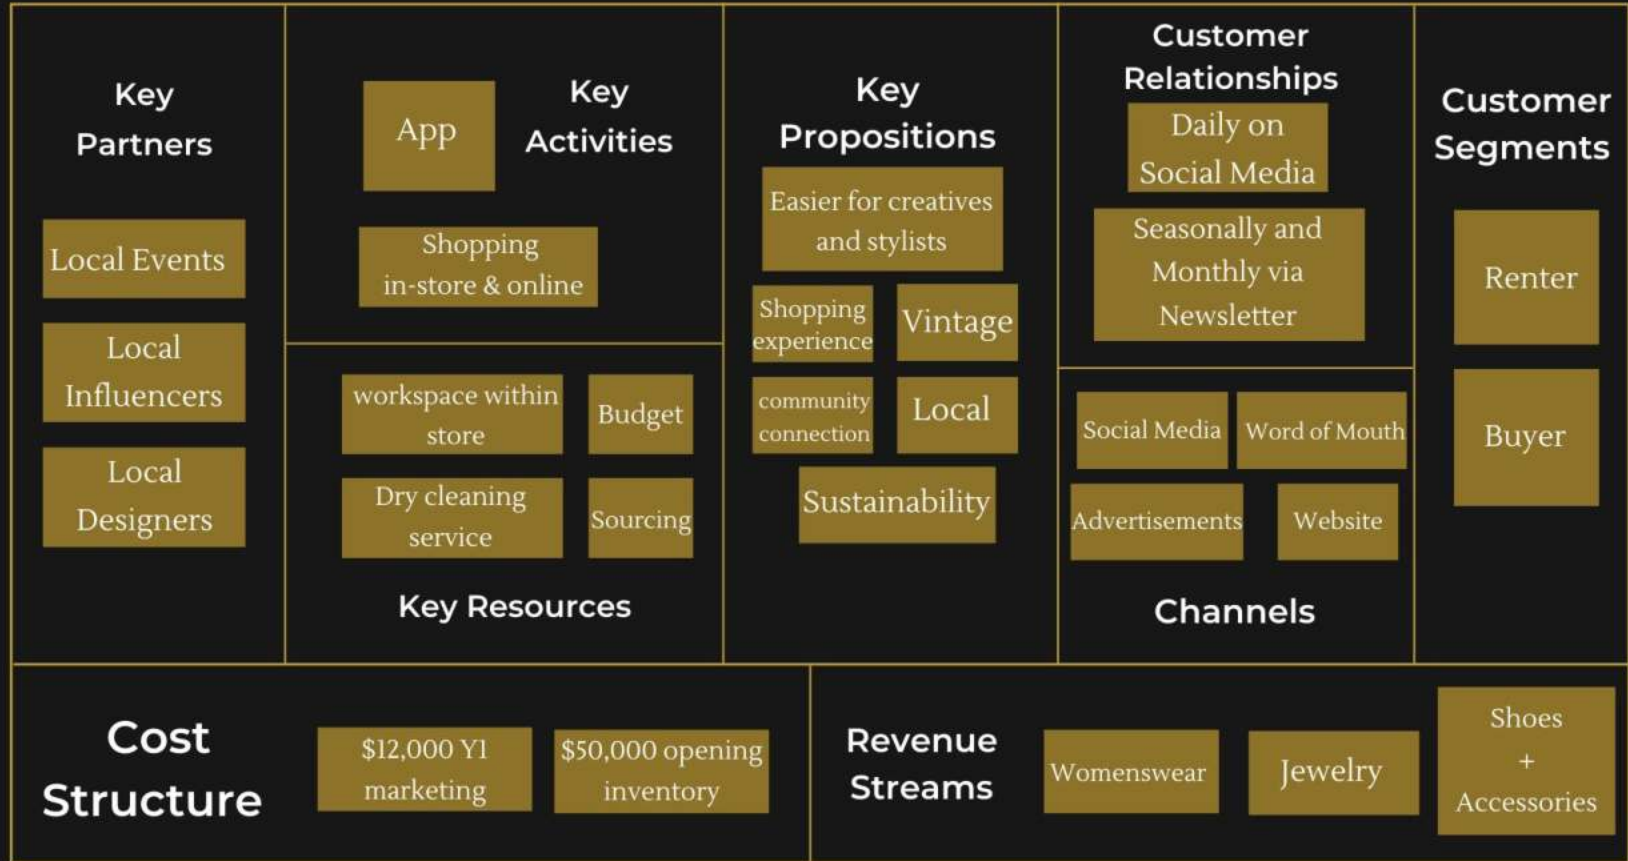 Key
Partners
Local Events
Local
Influencers
Local
Designers
App
Key
Activities
Shopping
in-store & online
workspace within
store
Budget
Dry cleaning
service
Sourcing
Key Resources
Key
Propositions
Easier for creatives
and stylists
Shopping
experience
Vintage
community
connection
Local
Sustainability
Customer
Relationships
Daily on
Social Media
Seasonally and
Monthly via
Newsletter
Social Media
Word of Mouth
Advertisements
Website
Channels
Customer
Segments
Renter
Buyer
Cost
Structure
$12,000 Y1
marketing
$50,000 opening
inventory
Revenue
Streams
Womenswear
Jewelry
Shoes
+
Accessories